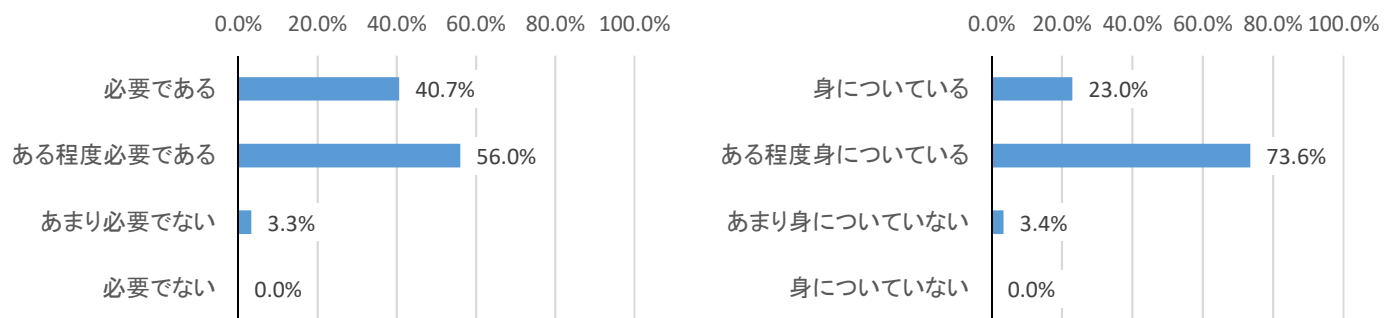 0.0% 20.0% 40.0% 60.0% 80.0% 100.0%
必要である 40.7%
ある程度必要である 56.0%
あまり必要でない 3.3%
必要でない 0.0%
0.0% 20.0% 40.0% 60.0% 80.0% 100.0%
身についている 23.0%
ある程度身についている 73.6%
あまり身についていない 3.4%
身についていない 0.0%